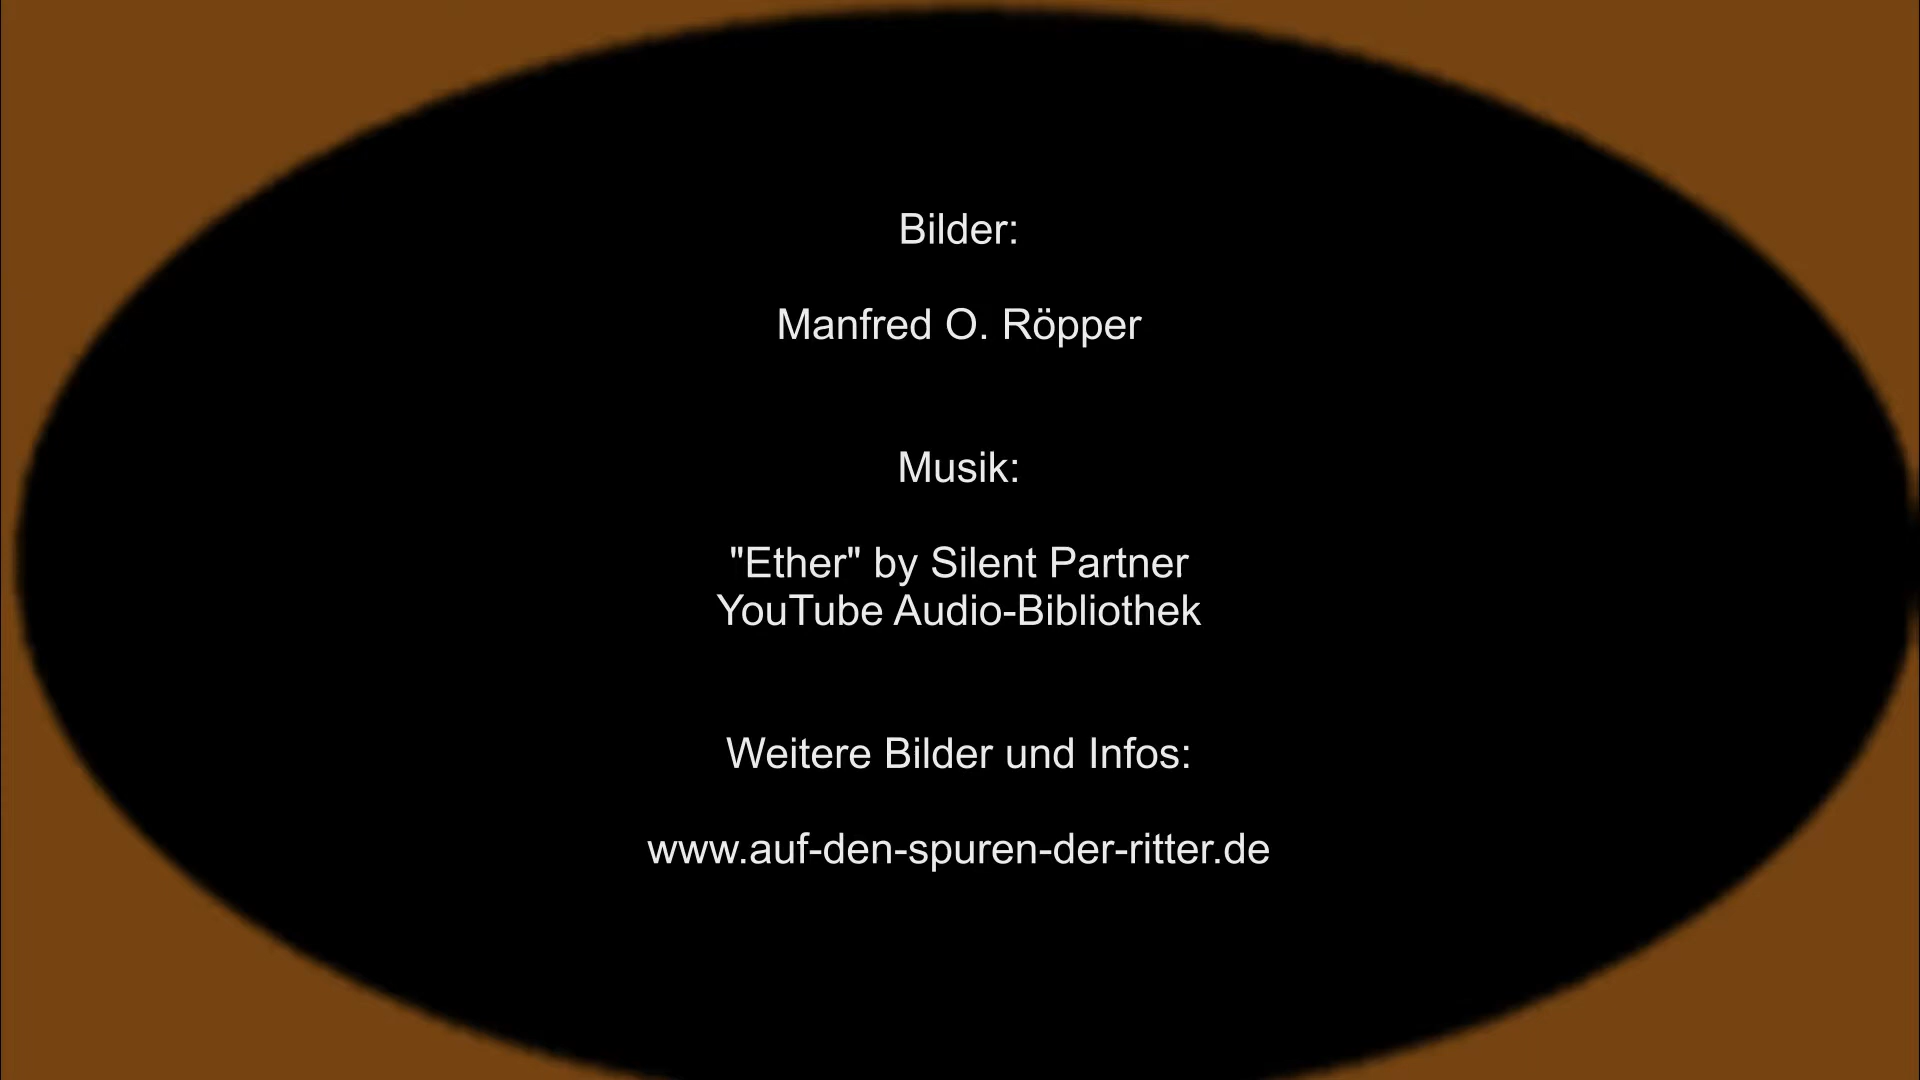 Bilder:
Manfred O. Röpper
Musik:
"Ether" by Silent Partner
YouTube Audio-Bibliothek
Weitere Bilder und Infos:
www.auf-den-spuren-der-ritter.de